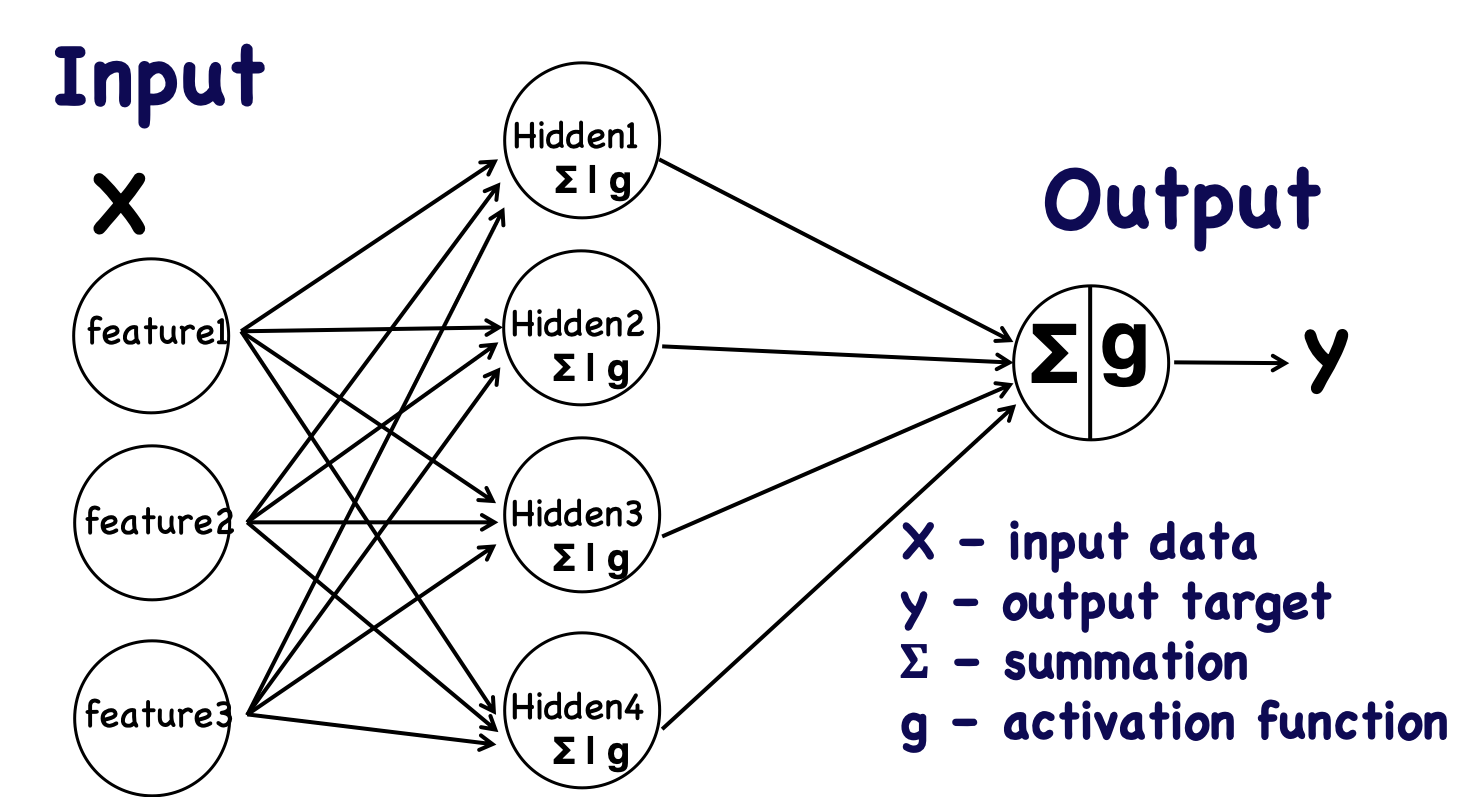 Input
X
feature1
feature2
feature3
Hidden1
Σ | g
Hidden2
Σ | g
Hidden3
Σ | g
Hidden4
Σ | g
Output
Σ g
y
X - input data
y - output target
Σ - summation
g - activation function